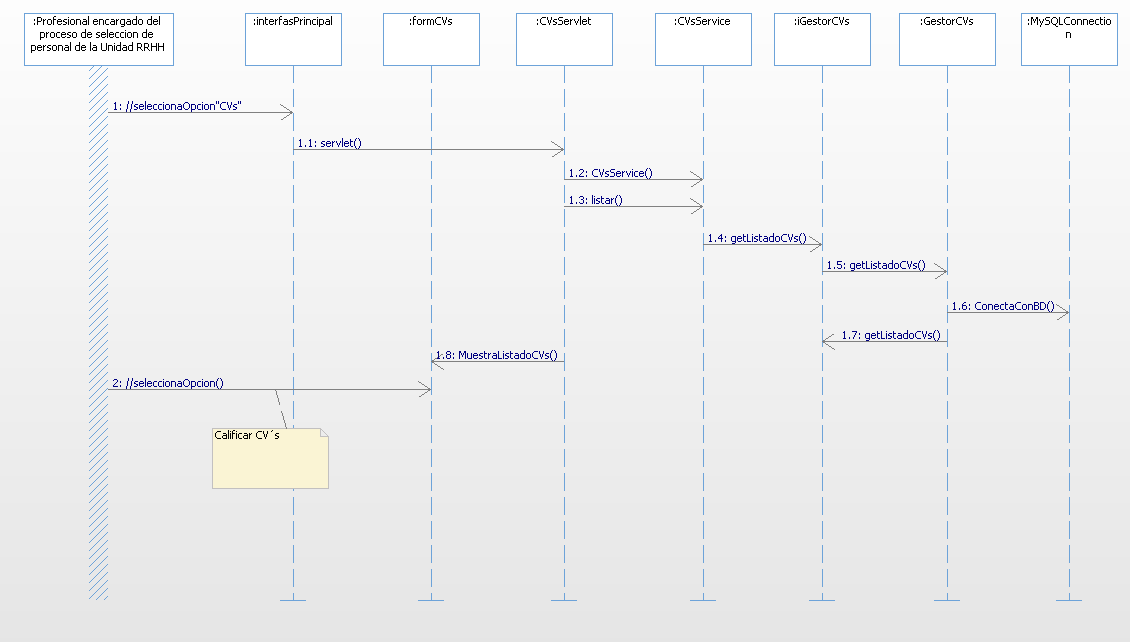 :Profesional encargado del
proceso de seleccion de
personal de la Unidad RRHH
:interfasPrincipal
:formCVs
:CVsServlet
:CVsService
:iGestorCVs
:GestorCVs
:MySQLConnectio
n
1: //seleccionaOpcion"CVs"
1.1: servlet()
1.2: CVsService()
1.3: listar()
1.4: getListadoCVs()
1.5: getListadoCVs()
1.6: ConectaConBD()
1.7: getListadoCVs()
1.8: MuestraListadoCVs()
2: //seleccionaOpcion()
Calificar CV´s